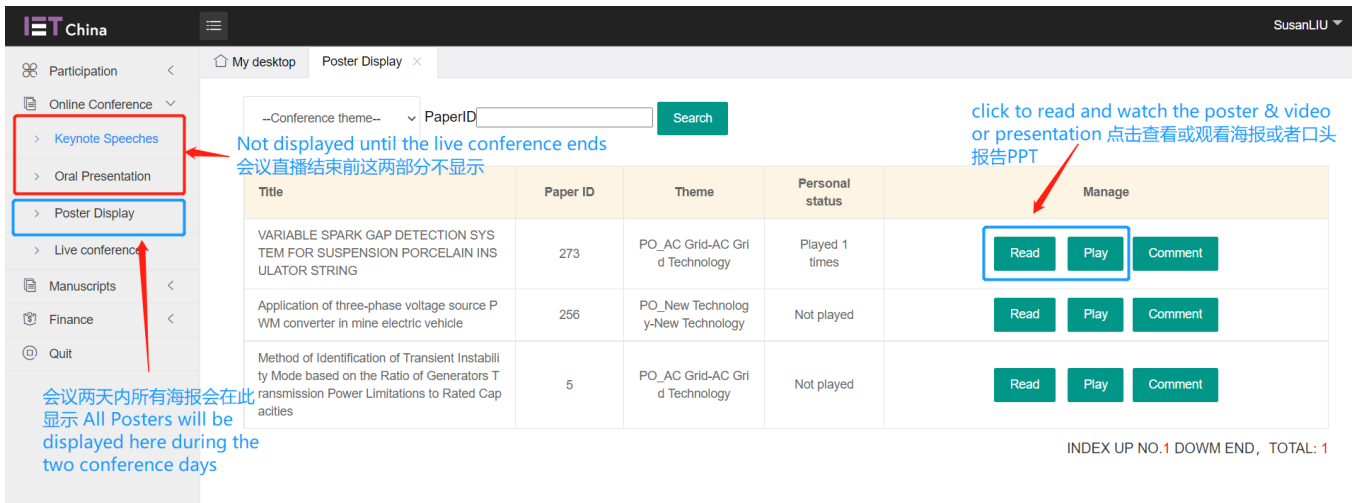 IET China
SusanLIU
Participation
My desktop
Poster Display
Online Conference
Keynote Speeches
Oral Presentation
Poster Display
Live conference
Manuscripts
Finance
Quit
--Conference theme-- PaperID Search
Not displayed until the live conference ends
会议直播结束前这两部分不显示
click to read and watch the poster & video
or presentation 点击查看或观看海报或者口头
报告PPT
Title Paper ID Theme Personal status Manage
VARIABLE SPARK GAP DETECTION SYS
TEM FOR SUSPENSION PORCELAIN INS
ULATOR STRING
273
PO_AC Grid-AC Gri
d Technology
Played 1
times
Read Play Comment
Application of three-phase voltage source P
WM converter in mine electric vehicle
256
PO_New Technolog
y-New Technology
Not played
Read Play Comment
Method of Identification of Transient Instabili
ty Mode based on the Ratio of Generators T
ransmission Power Limitations to Rated Cap
acities
5
PO_AC Grid-AC Gri
d Technology
Not played
Read Play Comment
会议两天内所有海报会在此
显示 All Posters will be
displayed here during the
two conference days
INDEX UP NO.1 DOWM END，TOTAL: 1